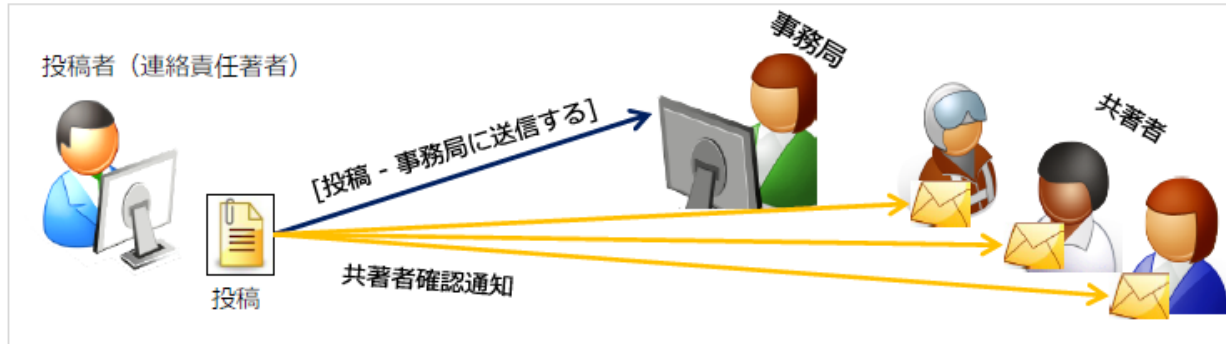 投稿者（連絡責任著者）
事務局
共著者
[投稿 - 事務局に送信する]
共著者確認通知
投稿